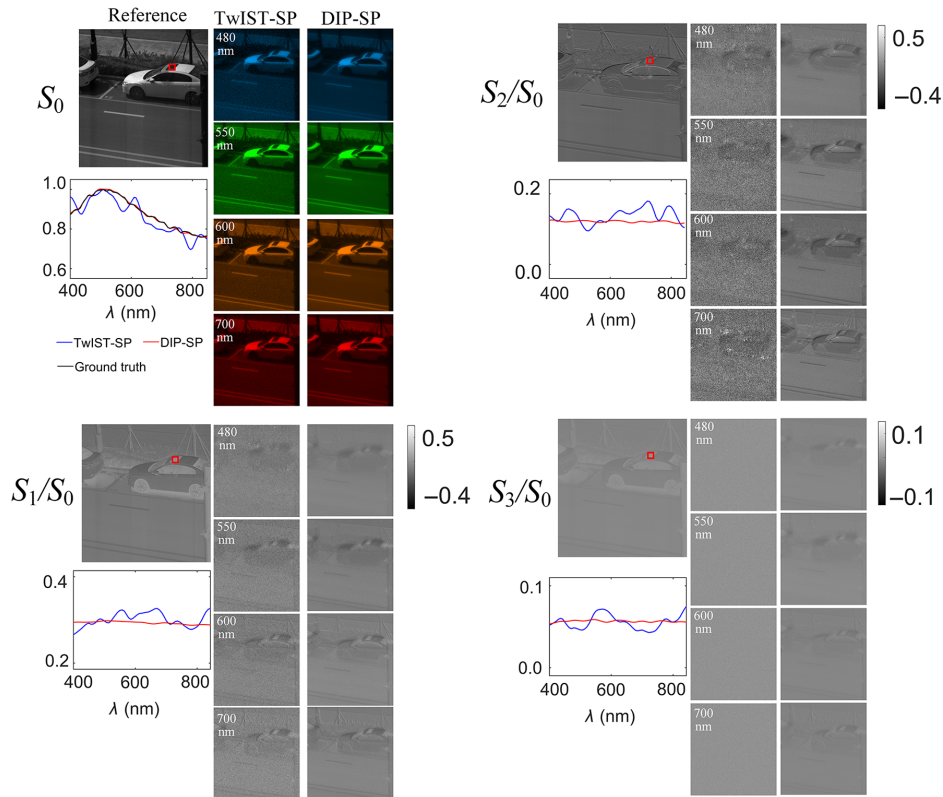 Reference TwIST-SP DIP-SP
S0
480
nm
550
nm
600
nm
700
nm
1.0
0.8
0.6
400 600 800
λ (nm)
TwIST-SP DIP-SP
Ground truth
S2/S0
480
nm
550
nm
600
nm
700
nm
0.5
−0.4
0.2
0.0
400 600 800
λ (nm)
S1/S0
480
nm
550
nm
600
nm
700
nm
0.5
−0.4
0.4
0.2
400 600 800
λ (nm)
S3/S0
480
nm
550
nm
600
nm
700
nm
0.1
−0.1
0.1
0.0
400 600 800
λ (nm)